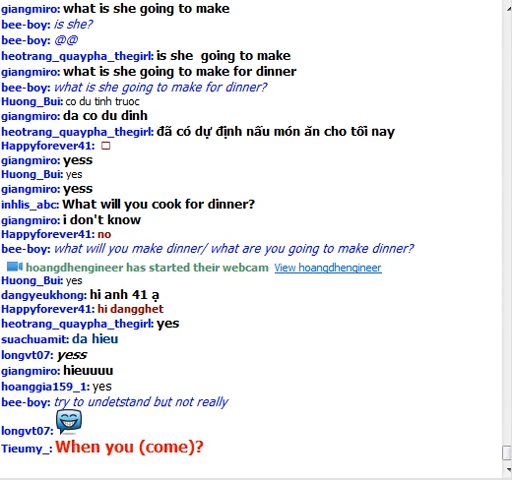 giangmiro: what is she going to make
bee-boy: is she?
bee-boy: @@
heotrang_quaypha_thegirl: is she going to make
giangmiro: what is she going to make for dinner
bee-boy: what is she going to make for dinner?
Huong_Bui: co du tinh truoc
giangmiro: da co du dinh
heotrang_quaypha_thegirl: đã có dự định nấu món ăn cho tối nay
Happyforever41: □
giangmiro: yess
Huong_Bui: yes
giangmiro: yess
inhlis_abc: What will you cook for dinner?
giangmiro: i don't know
Happyforever41: no
bee-boy: what will you make dinner/ what are you going to make dinner?
hoangdhengineer has started their webcam View hoangdhengineer
Huong_Bui: yes
dangyeukhong: hi anh 41 ạ
Happyforever41: hi dangghet
heotrang_quaypha_thegirl: yes
suachuamit: da hieu
longvt07: yess
giangmiro: hieuuuu
hoanggia159_1: yes
bee-boy: try to undetstand but not really
longvt07:
Tieumy_: When you (come)?